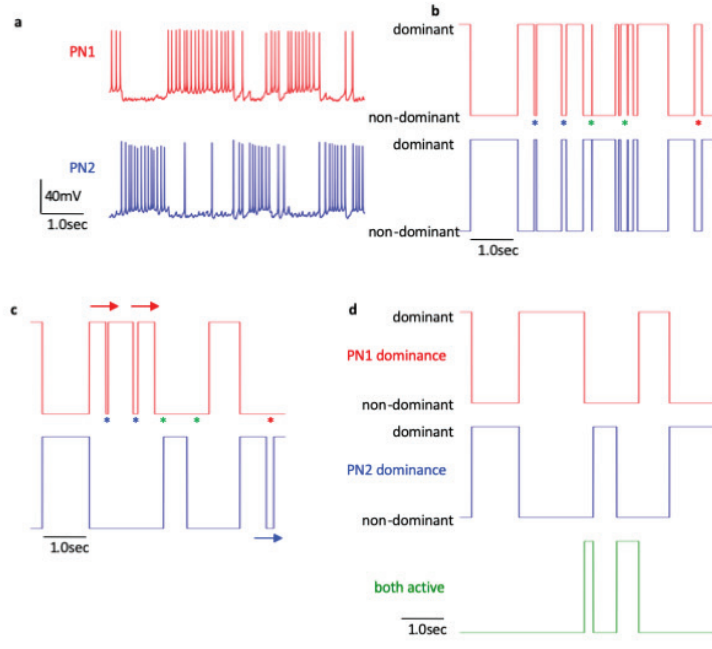 a
PN1
PN2
40mV
1.0sec
b
dominant
non-dominant
* * * * *
dominant
non-dominant
1.0sec
c
* * * * *
1.0sec
d
dominant
PN1 dominance
non-dominant
dominant
PN2 dominance
non-dominant
both active
1.0sec